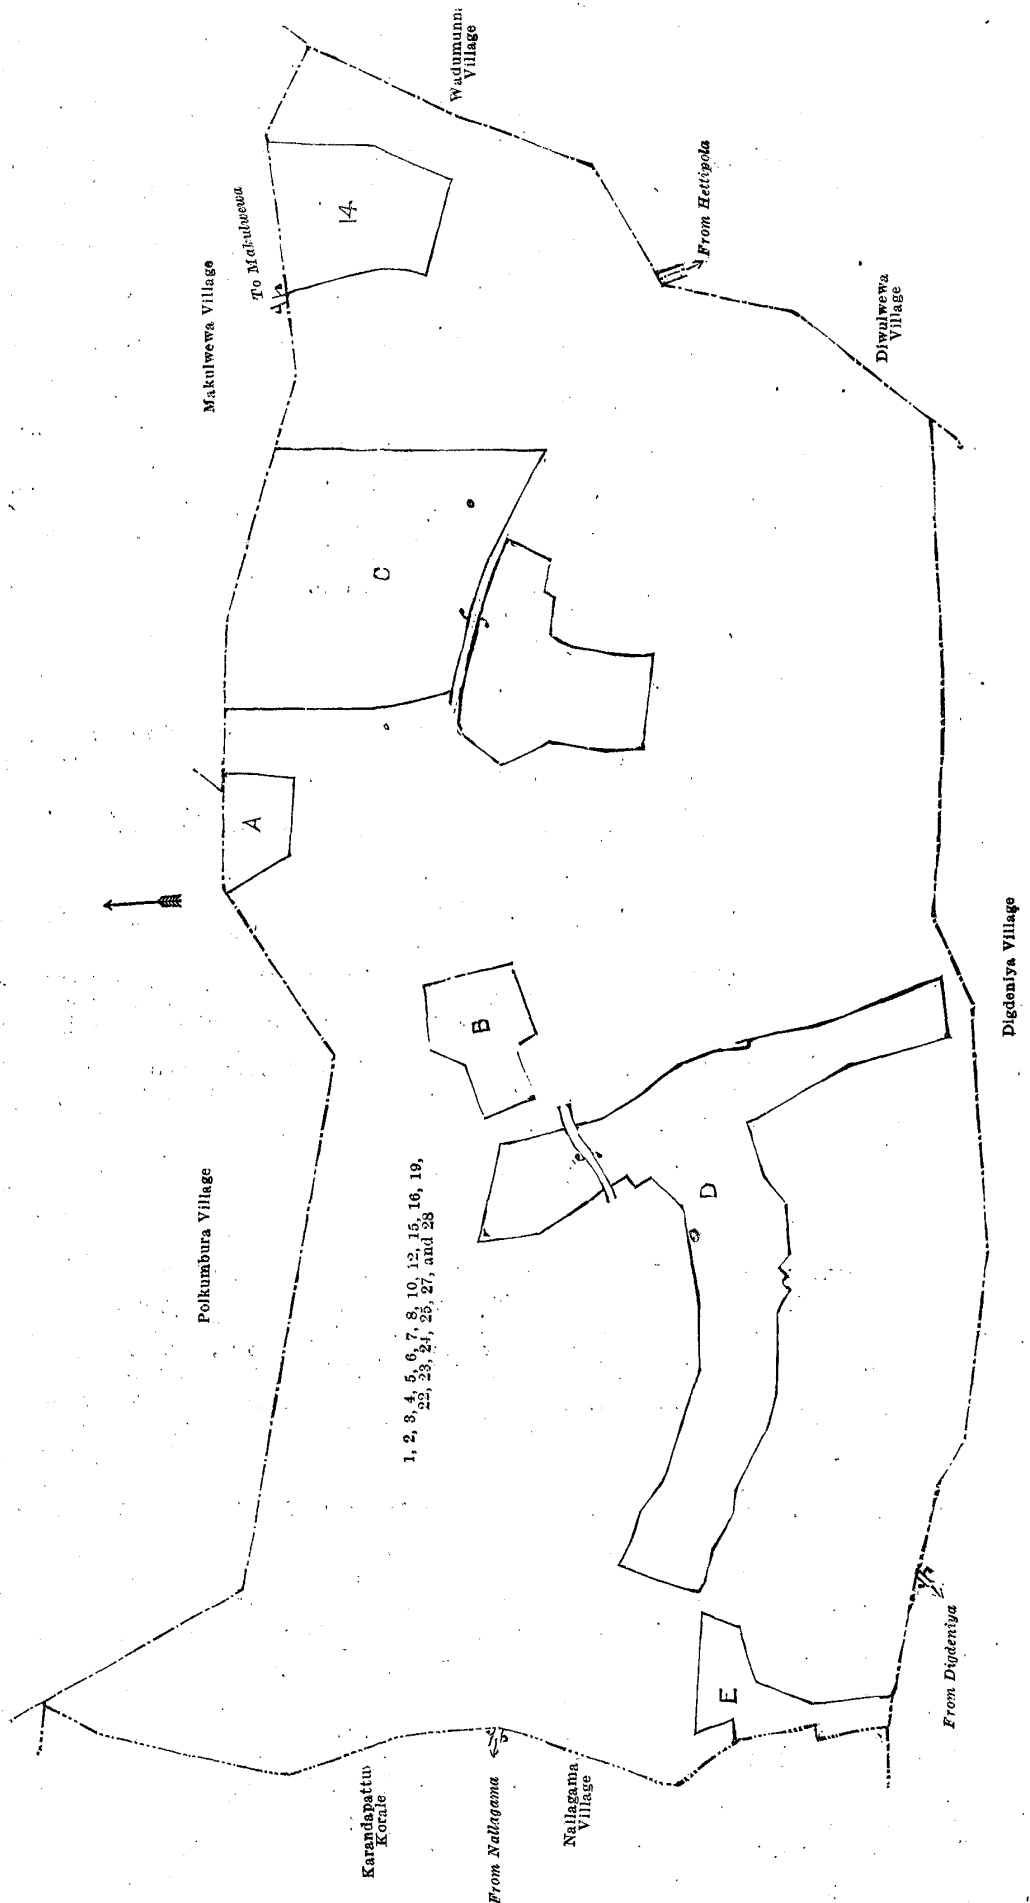 Wadumunn
Village
Makulwewa Village
To Makulwewa
14
From Hettipola
Diwulwewa
Village
C
A
B
Polkumbura Village
1, 2, 3, 4, 5, 6, 7, 8, 10, 12, 15, 16, 19,
22, 23, 24, 25, 27, and 28
D
Digdeniya Village
E
From Digdeniya
Karandapattu
Korale
From Nallagama
Nallagama
Village